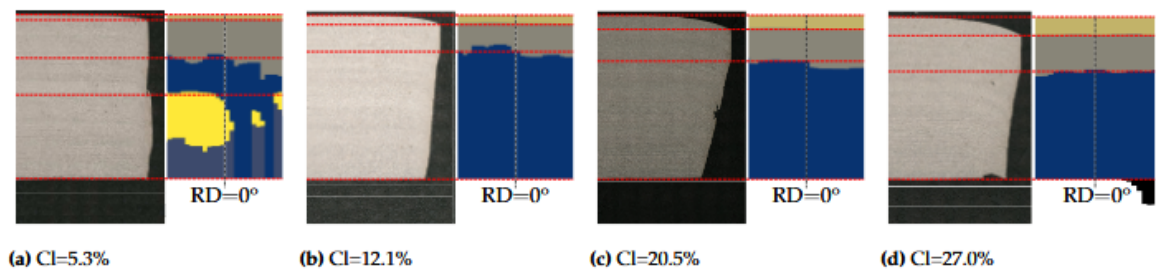 RD=0°
RD=0°
RD=0°
RD=0°
(a) Cl=5.3%
(b) Cl=12.1%
(c) Cl=20.5%
(d) Cl=27.0%